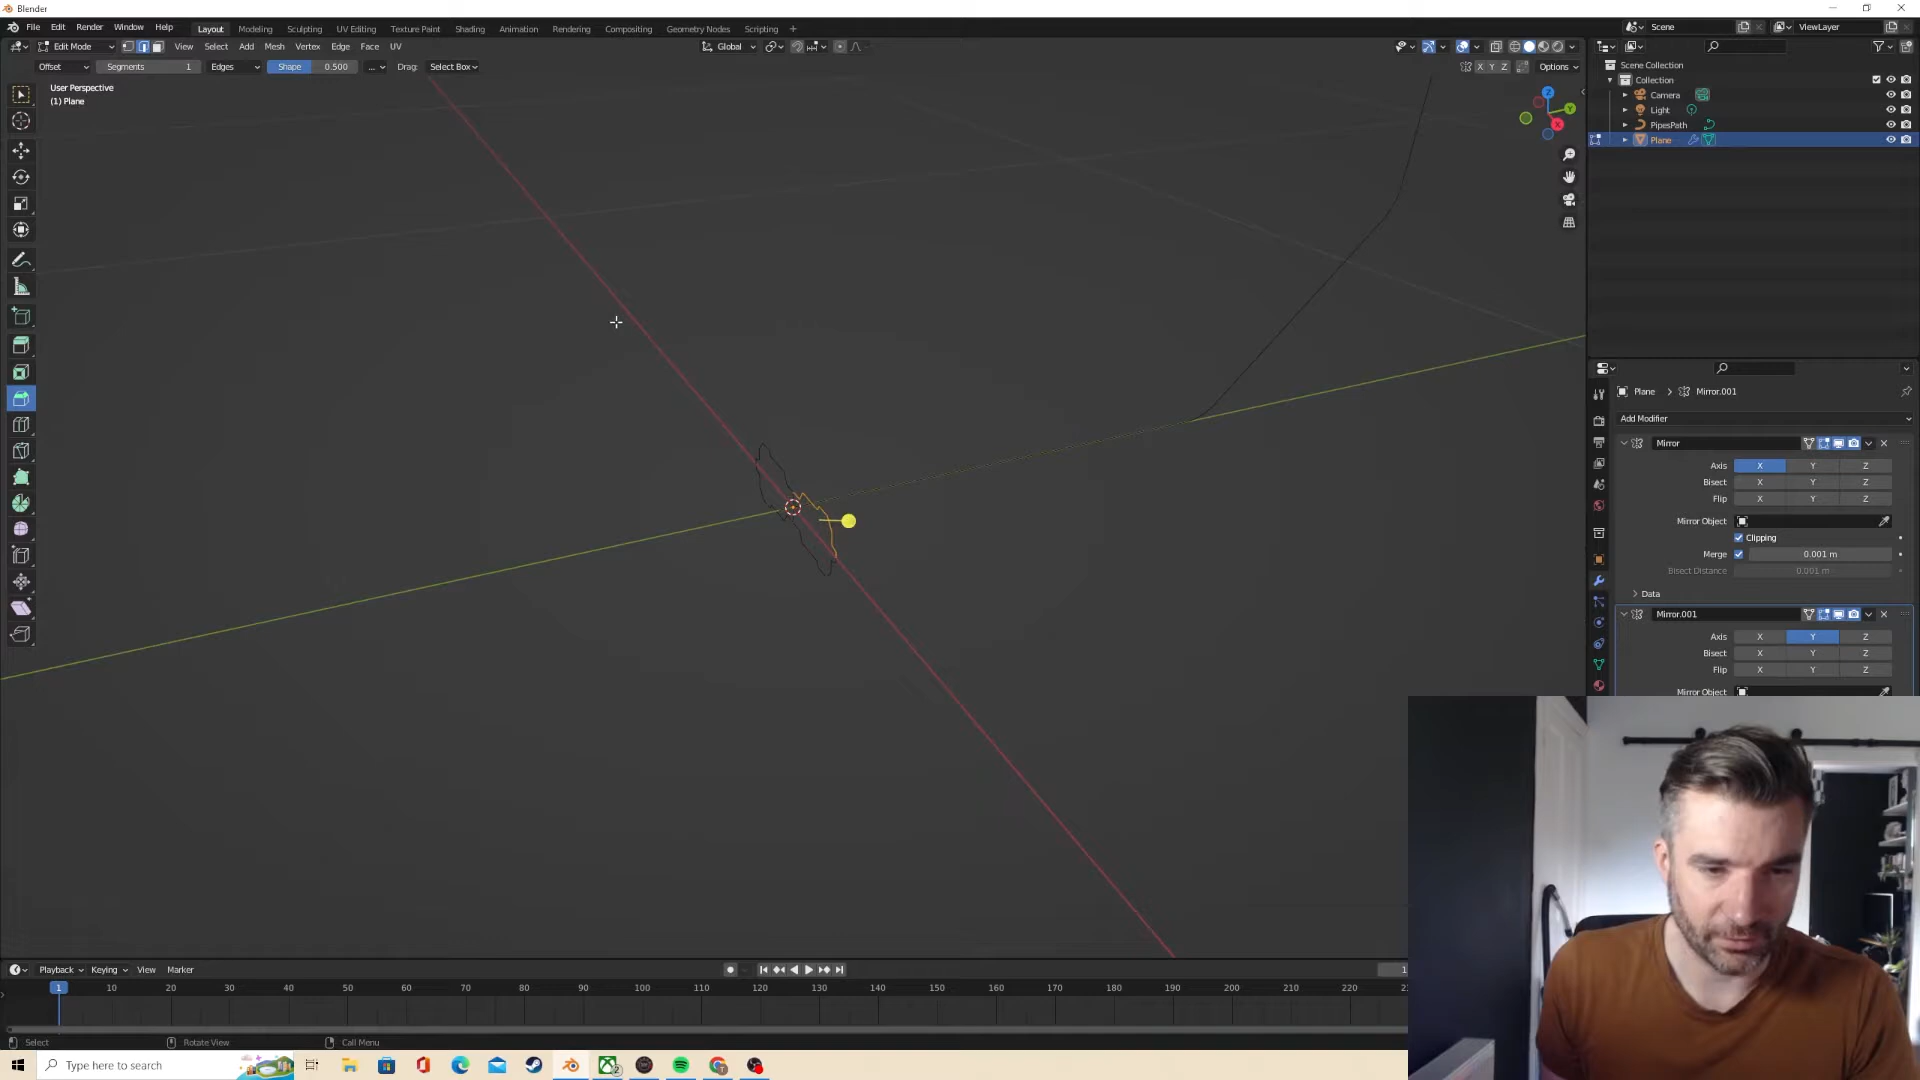 Blender
File Edit Render Window Help
Layout Modeling Sculpting UV Editing Texture Paint Shading Animation Rendering Compositing Geometry Nodes Scripting +
Scene
ViewLayer
Edit Mode View Select Add Mesh Vertex Edge Face UV
Global
Offset Segments 1 Edges Shape 0.500 ... Drag: Select Box
X Y Z Options
User Perspective
(1) Plane
Z
Y
X
Scene Collection
Collection
Camera
Light
PipesPath
Plane
Plane > Mirror.001
Add Modifier
Mirror
Axis X Y Z
Bisect X Y Z
Flip X Y Z
Mirror Object
Clipping
Merge 0.001 m
Bisect Distance 0.001 m
Data
Mirror.001
Axis X Y Z
Bisect X Y Z
Flip X Y Z
Mirror Object
Playback Keying View Marker
1
1 10 20 30 40 50 60 70 80 90 100 110 120 130 140 150 160 170 180 190 200 210 220
Select Rotate View Call Menu
Type here to search